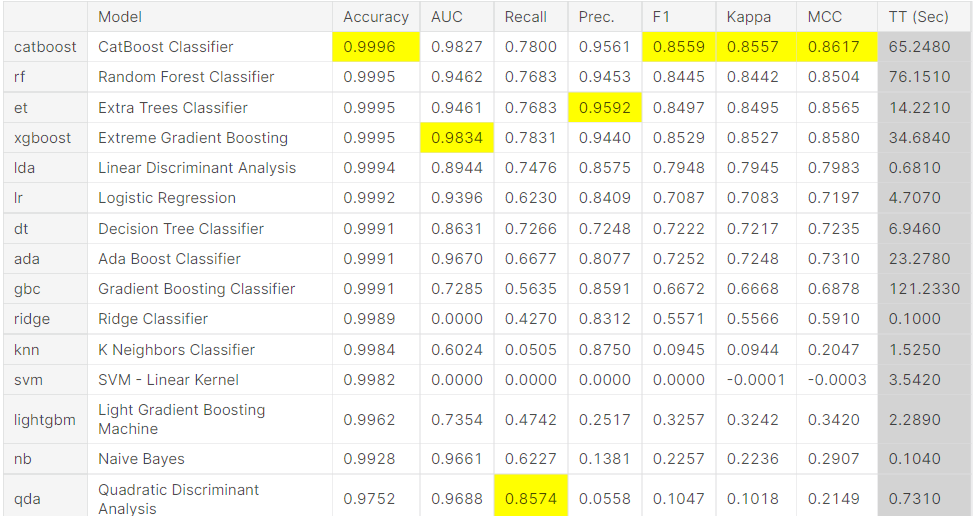 Model Accuracy AUC Recall Prec. F1 Kappa MCC TT (Sec)
catboost CatBoost Classifier 0.9996 0.9827 0.7800 0.9561 0.8559 0.8557 0.8617 65.2480
rf Random Forest Classifier 0.9995 0.9462 0.7683 0.9453 0.8445 0.8442 0.8504 76.1510
et Extra Trees Classifier 0.9995 0.9461 0.7683 0.9592 0.8497 0.8495 0.8565 14.2210
xgboost Extreme Gradient Boosting 0.9995 0.9834 0.7831 0.9440 0.8529 0.8527 0.8580 34.6840
lda Linear Discriminant Analysis 0.9994 0.8944 0.7476 0.8575 0.7948 0.7945 0.7983 0.6810
lr Logistic Regression 0.9992 0.9396 0.6230 0.8409 0.7087 0.7083 0.7197 4.7070
dt Decision Tree Classifier 0.9991 0.8631 0.7266 0.7248 0.7222 0.7217 0.7235 6.9460
ada Ada Boost Classifier 0.9991 0.9670 0.6677 0.8077 0.7252 0.7248 0.7310 23.2780
gbc Gradient Boosting Classifier 0.9991 0.7285 0.5635 0.8591 0.6672 0.6668 0.6878 121.2330
ridge Ridge Classifier 0.9989 0.0000 0.4270 0.8312 0.5571 0.5566 0.5910 0.1000
knn K Neighbors Classifier 0.9984 0.6024 0.0505 0.8750 0.0945 0.0944 0.2047 1.5250
svm SVM - Linear Kernel 0.9982 0.0000 0.0000 0.0000 0.0000 -0.0001 -0.0003 3.5420
lightgbm Light Gradient Boosting
Machine 0.9962 0.7354 0.4742 0.2517 0.3257 0.3242 0.3420 2.2890
nb Naive Bayes 0.9928 0.9661 0.6227 0.1381 0.2257 0.2236 0.2907 0.1040
qda Quadratic Discriminant
Analysis 0.9752 0.9688 0.8574 0.0558 0.1047 0.1018 0.2149 0.7310